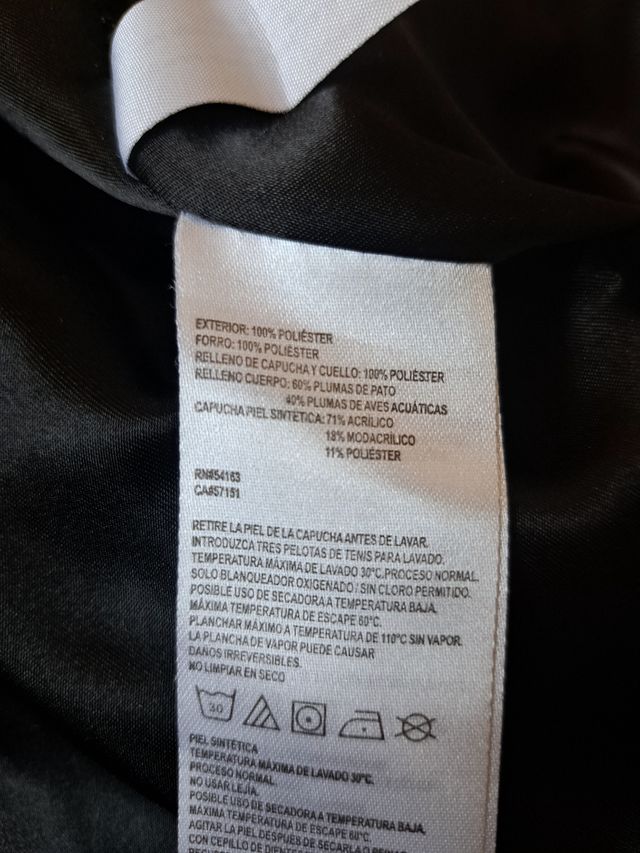 EXTERIOR: 100% POLIÉSTER
FORRO: 100% POLIÉSTER
RELLENO DE CAPUCHA Y CUELLO: 100% POLIÉSTER
RELLENO CUERPO: 60% PLUMAS DE PATO
40% PLUMAS DE AVES ACUÁTICAS
CAPUCHA PIEL SINTETICA: 71% ACRÍLICO
18% MODACRÍLICO
11% POLIÉSTER
RN#54163
CA#57151
RETIRE LA PIEL DE LA CAPUCHA ANTES DE LAVAR.
INTRODUZCA TRES PELOTAS DE TENIS PARA LAVADO.
TEMPERATURA MÁXIMA DE LAVADO 30°C.PROCESO NORMAL.
SOLO BLANQUEADOR OXIGENADO / SIN CLORO PERMITIDO.
POSIBLE USO DE SECADORA A TEMPERATURA BAJA.
MÁXIMA TEMPERATURA DE ESCAPE 60°C.
PLANCHAR MÁXIMO A TEMPERATURA DE 110°C SIN VAPOR.
LA PLANCHA DE VAPOR PUEDE CAUSAR
DAÑOS IRREVERSIBLES.
NO LIMPIAR EN SECO
30
PIEL SINTÉTICA
TEMPERATURA MÁXIMA DE LAVADO 30°C.
PROCESO NORMAL.
NO USAR LEJÍA.
POSIBLE USO DE SECADORA A TEMPERATURA BAJA.
MÁXIMA TEMPERATURA DE ESCAPE 60°C.
AGITAR LA PIEL DESPUÉS DE SECARLA O
CON CEPILLO DE